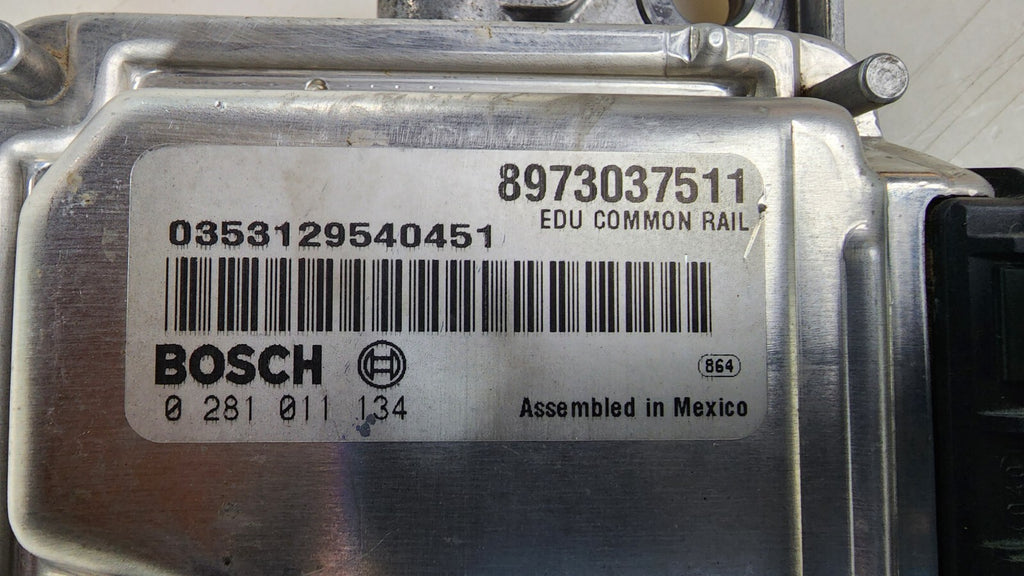 8973037511
EDU COMMON RAIL
0353129540451
BOSCH
864
0 281 011 134
Assembled in Mexico